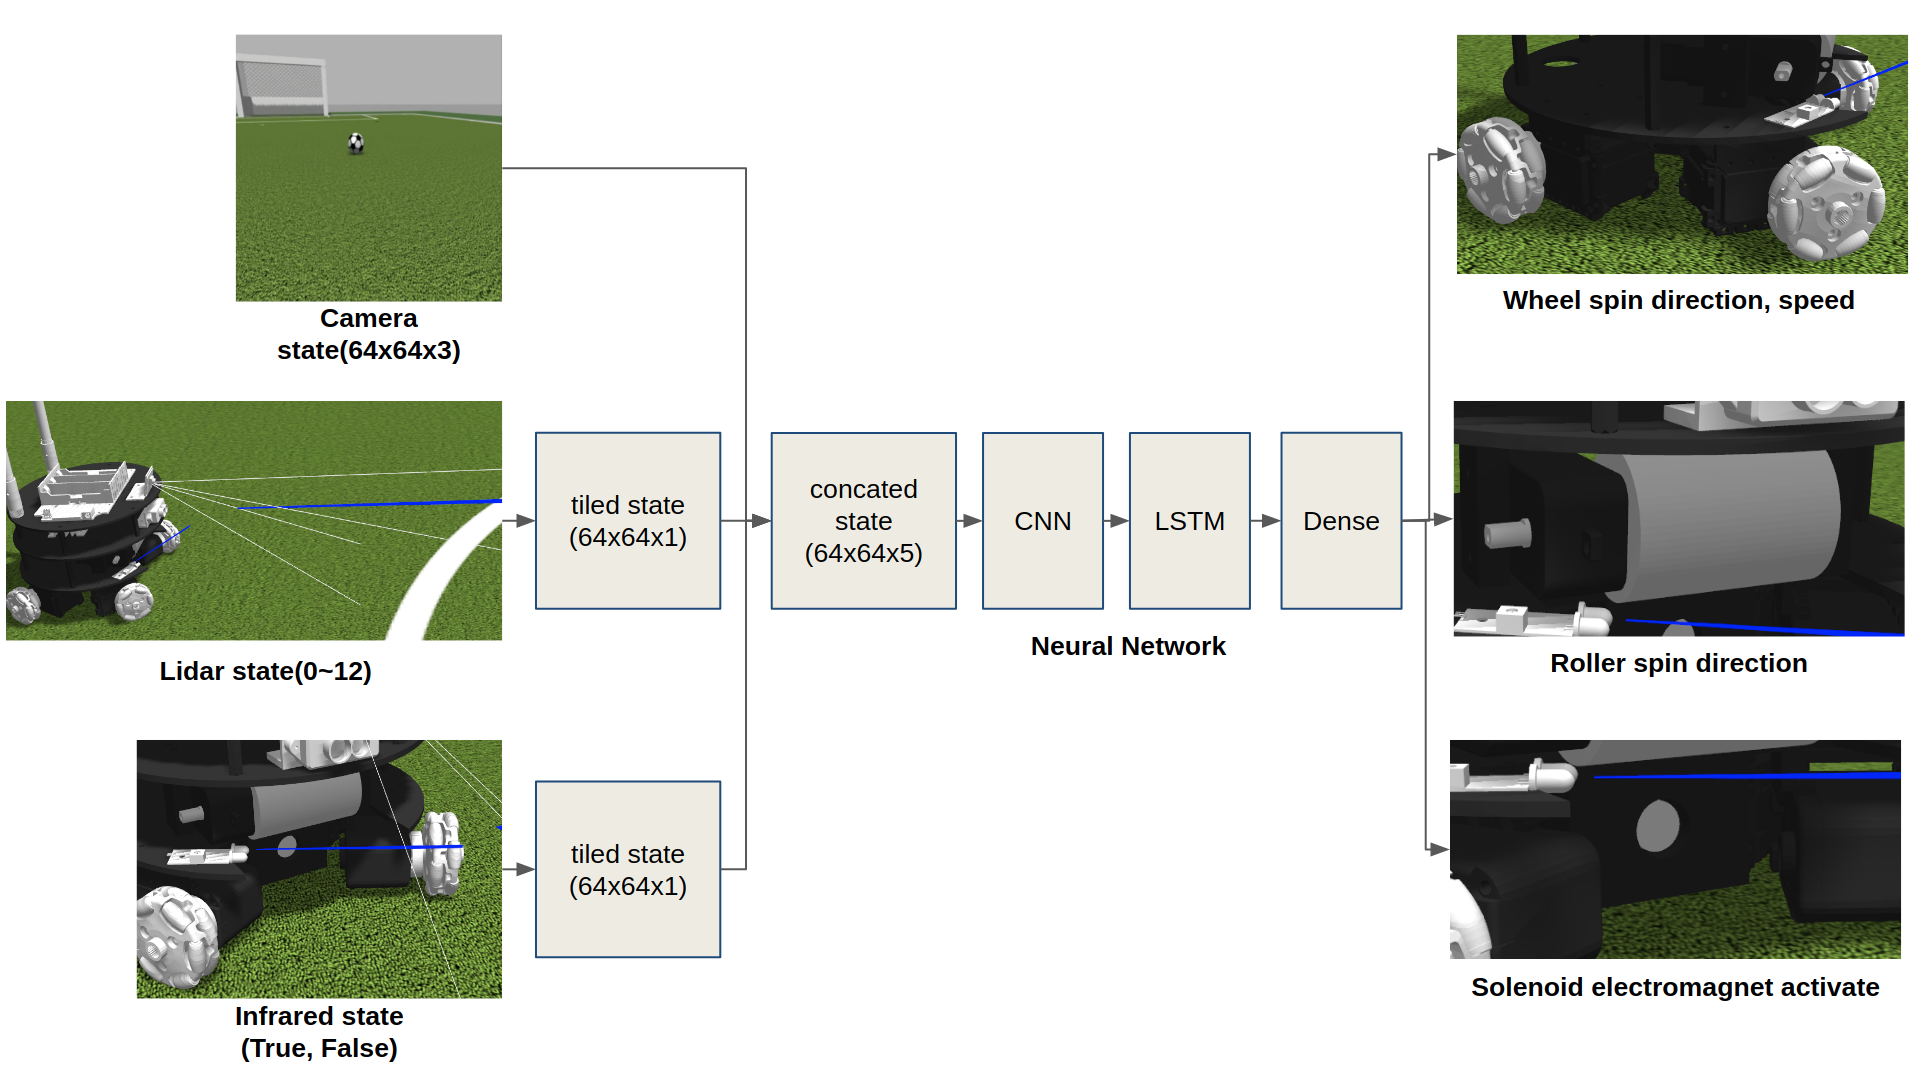 Camera
state(64x64x3)
Wheel spin direction, speed
tiled state
(64x64x1)
concated
state
(64x64x5)
CNN
LSTM
Dense
Neural Network
Lidar state(0~12)
Roller spin direction
tiled state
(64x64x1)
Infrared state
(True, False)
Solenoid electromagnet activate